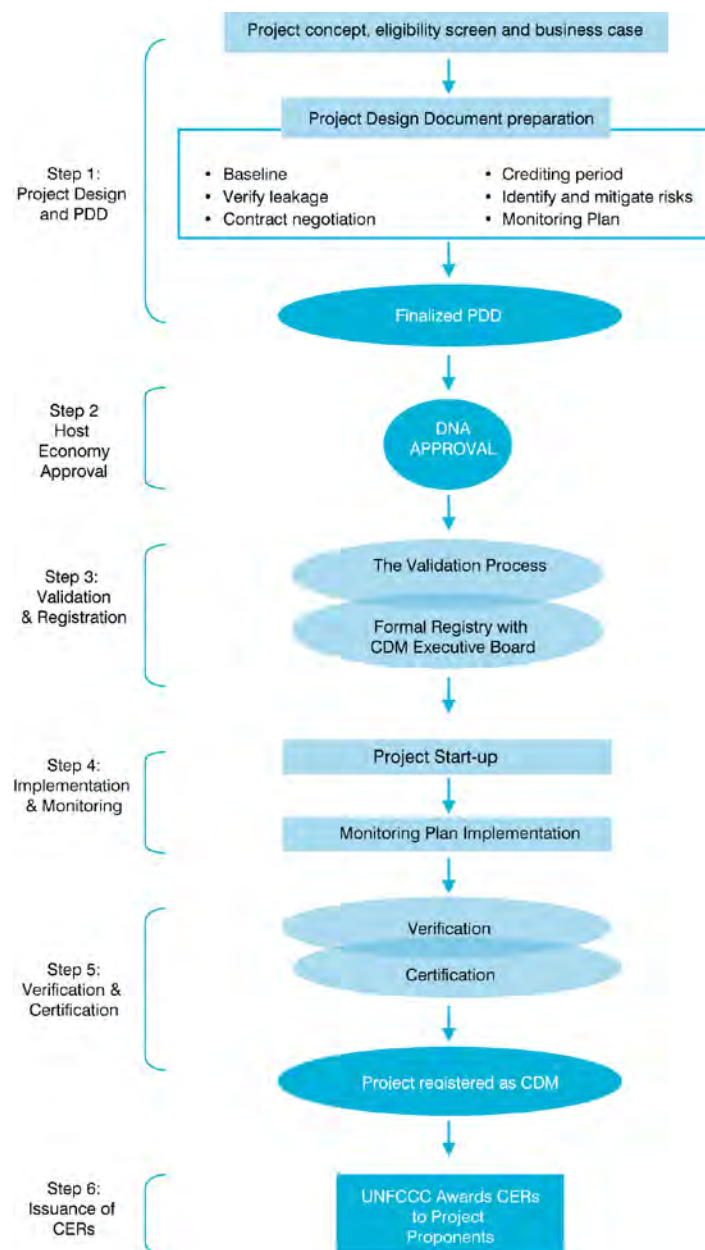 Project concept, eligibility screen and business case
Project Design Document preparation
Step 1:
Project Design
and PDD
• Baseline
• Verify leakage
• Contract negotiation
• Crediting period
• Identify and mitigate risks
• Monitoring Plan
Finalized PDD
Step 2
Host
Economy
Approval
DNA
APPROVAL
Step 3:
Validation
& Registration
The Validation Process
Formal Registry with
CDM Executive Board
Step 4:
Implementation
& Monitoring
Project Start-up
Monitoring Plan Implementation
Step 5:
Verification &
Certification
Verification
Certification
Project registered as CDM
Step 6:
Issuance of
CERs
UNFCCC Awards CERs
to Project
Proponents